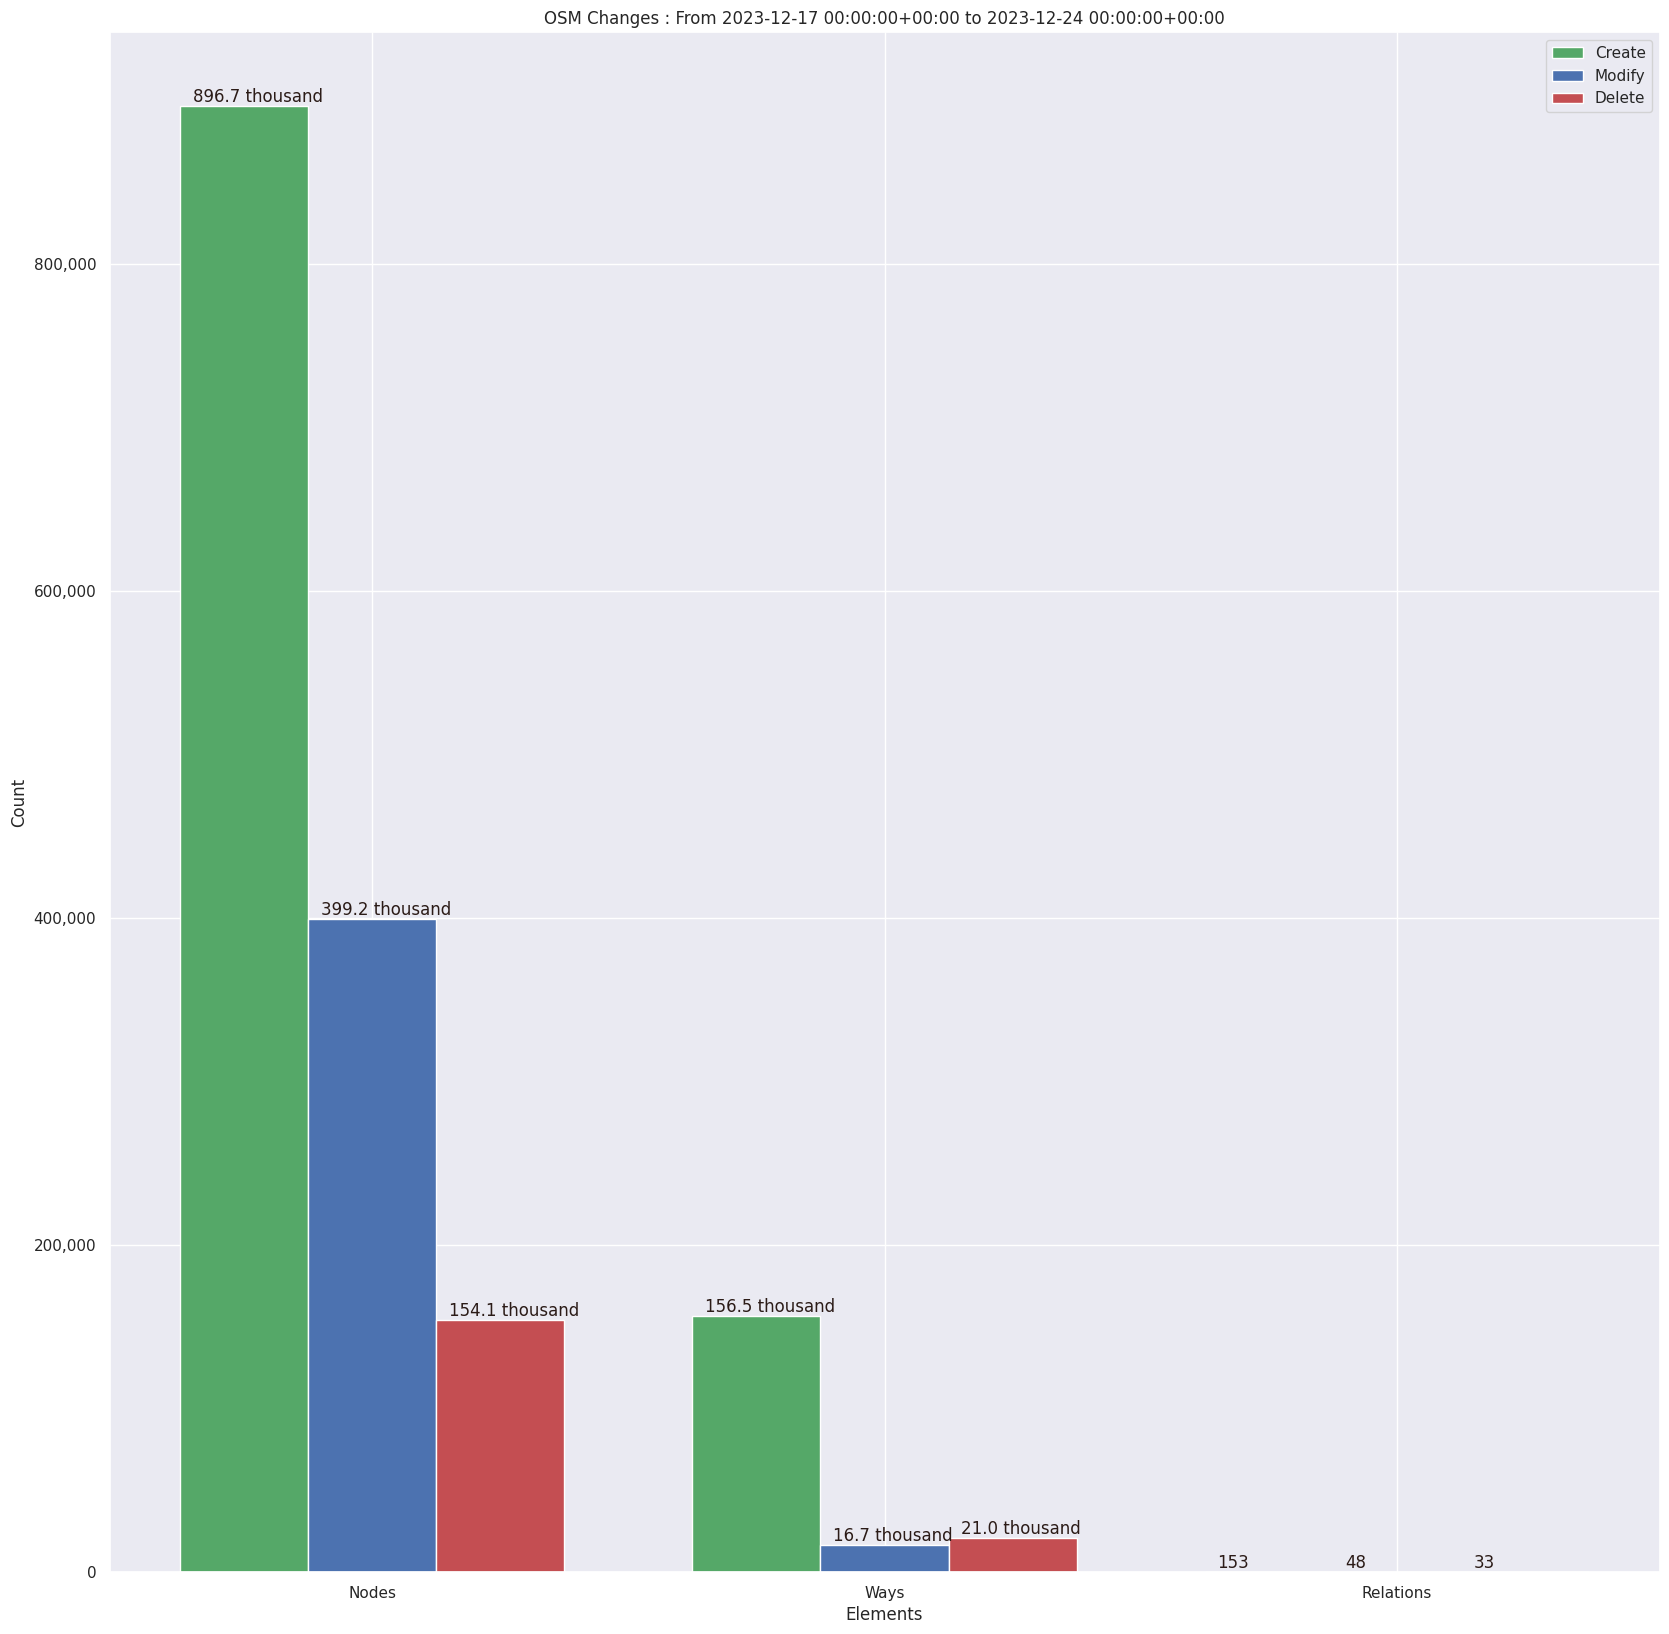 OSM Changes : From 2023-12-17 00:00:00+00:00 to 2023-12-24 00:00:00+00:00
Create
Modify
Delete
896.7 thousand
399.2 thousand
154.1 thousand
156.5 thousand
16.7 thousand
21.0 thousand
153
48
33
800,000
600,000
400,000
200,000
0
Count
Nodes
Ways
Relations
Elements